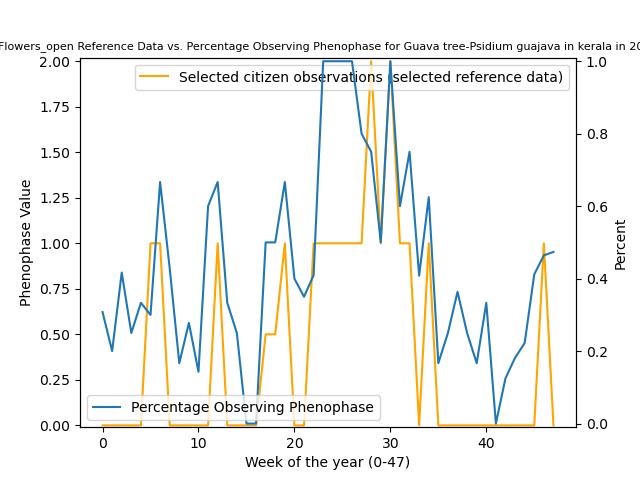 Flowers_open Reference Data vs. Percentage Observing Phenophase for Guava tree-Psidium guajava in kerala in 20
Selected citizen observations (selected reference data)
Percentage Observing Phenophase
Phenophase Value
2.00
1.75
1.50
1.25
1.00
0.75
0.50
0.25
0.00
Percent
1.0
0.8
0.6
0.4
0.2
0.0
0 10 20 30 40
Week of the year (0-47)